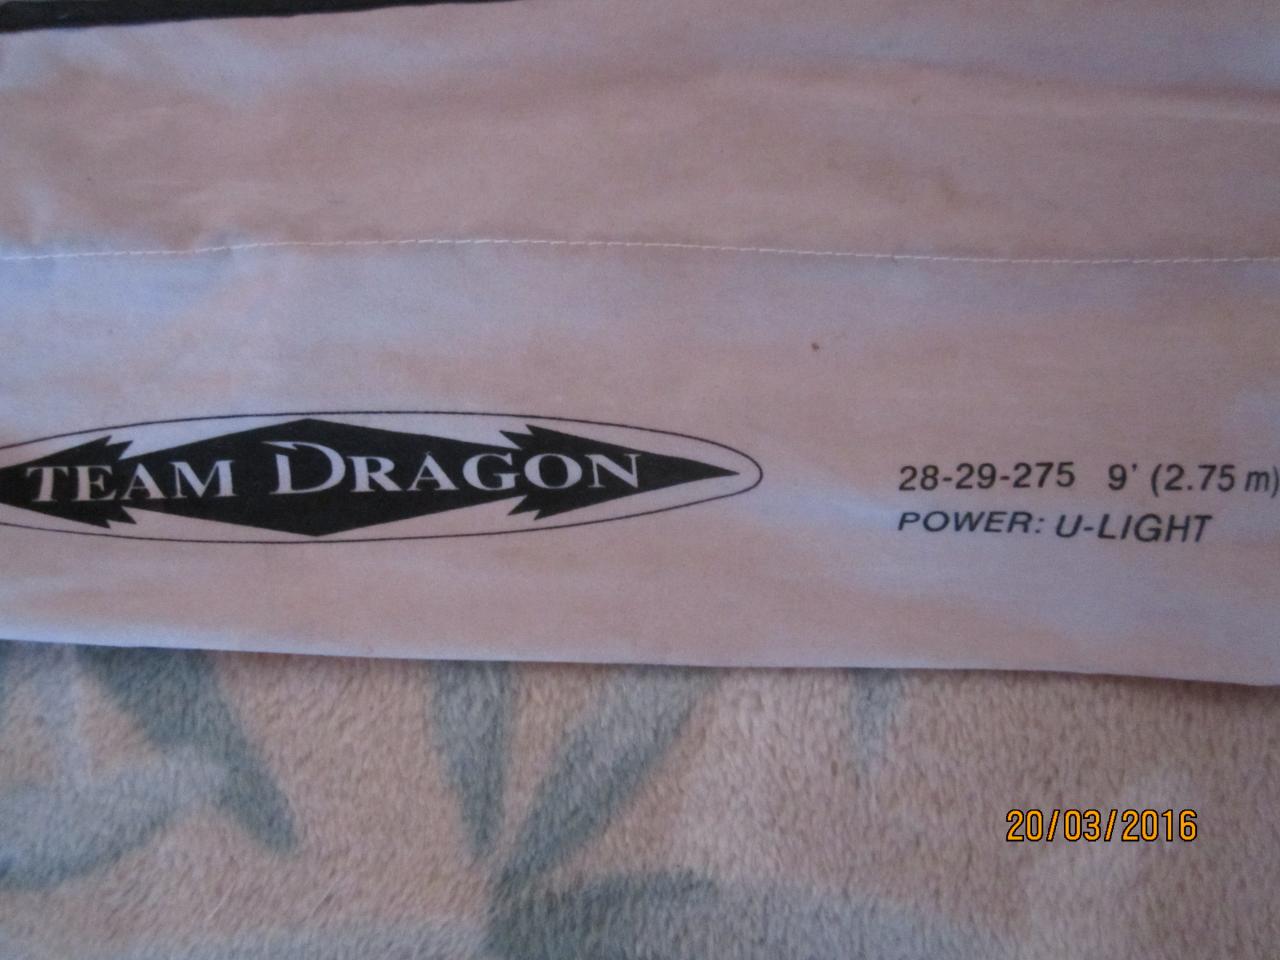 TEAM DRAGON
28-29-275 9' (2.75 m)
POWER: U-LIGHT
20/03/2016